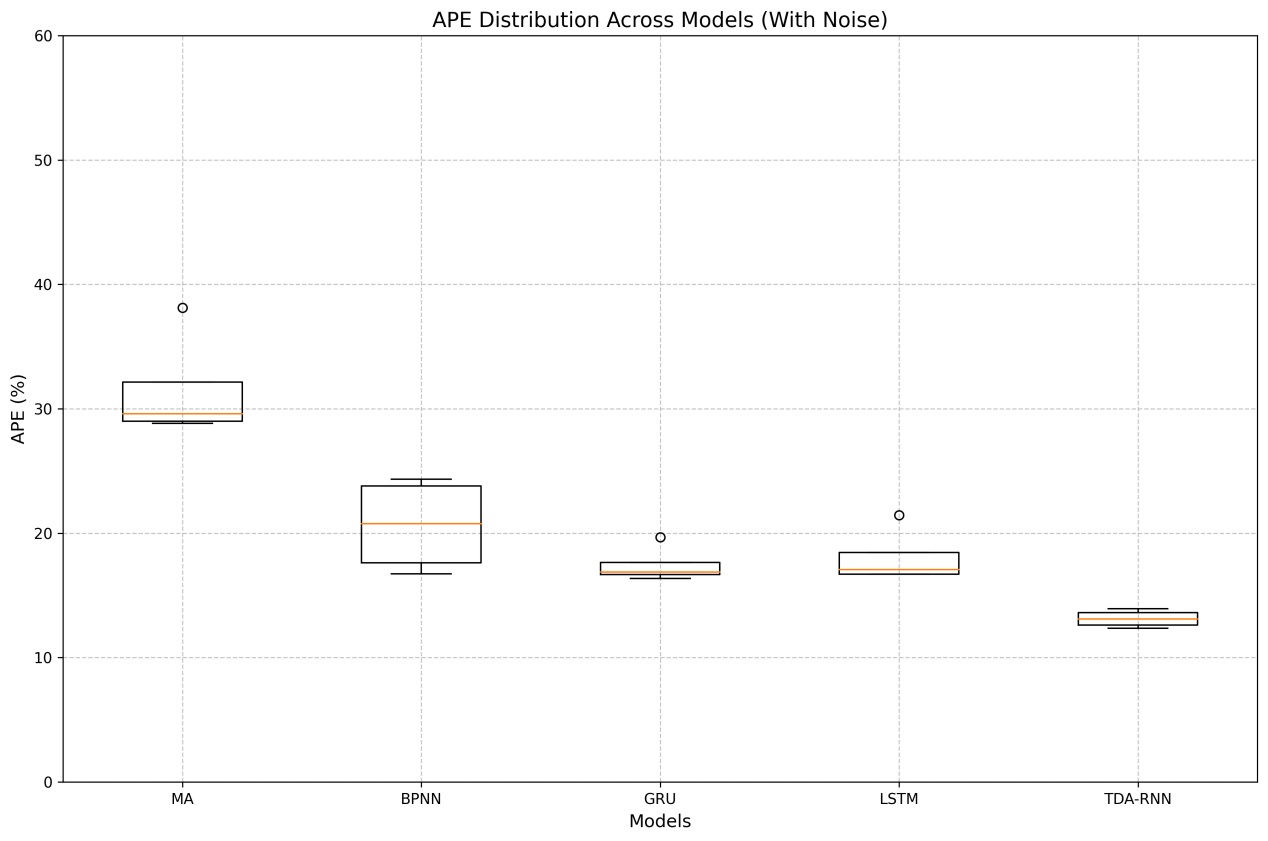 APE Distribution Across Models (With Noise)
60
50
40
30
20
10
0
APE (%)
MA
BPNN
GRU
LSTM
TDA-RNN
Models